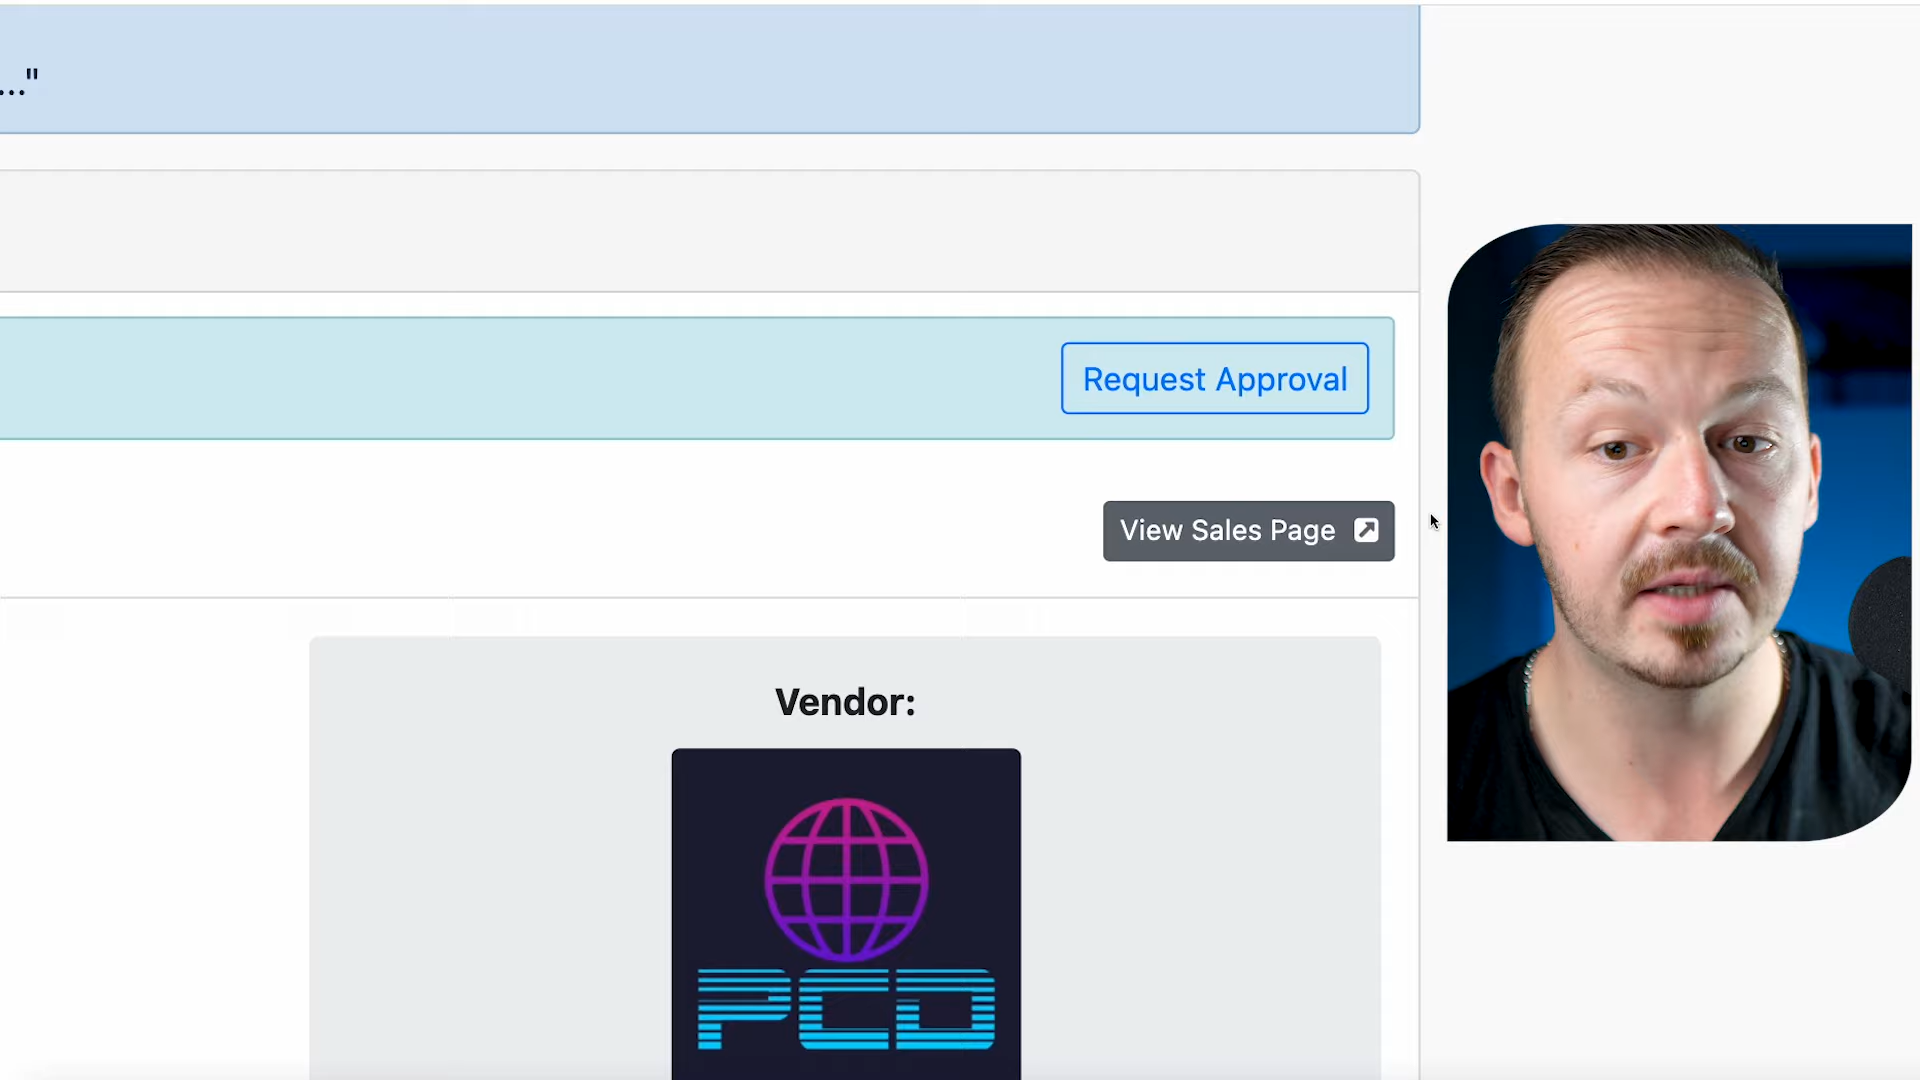 ..."
Request Approval
View Sales Page
Vendor:
PCD